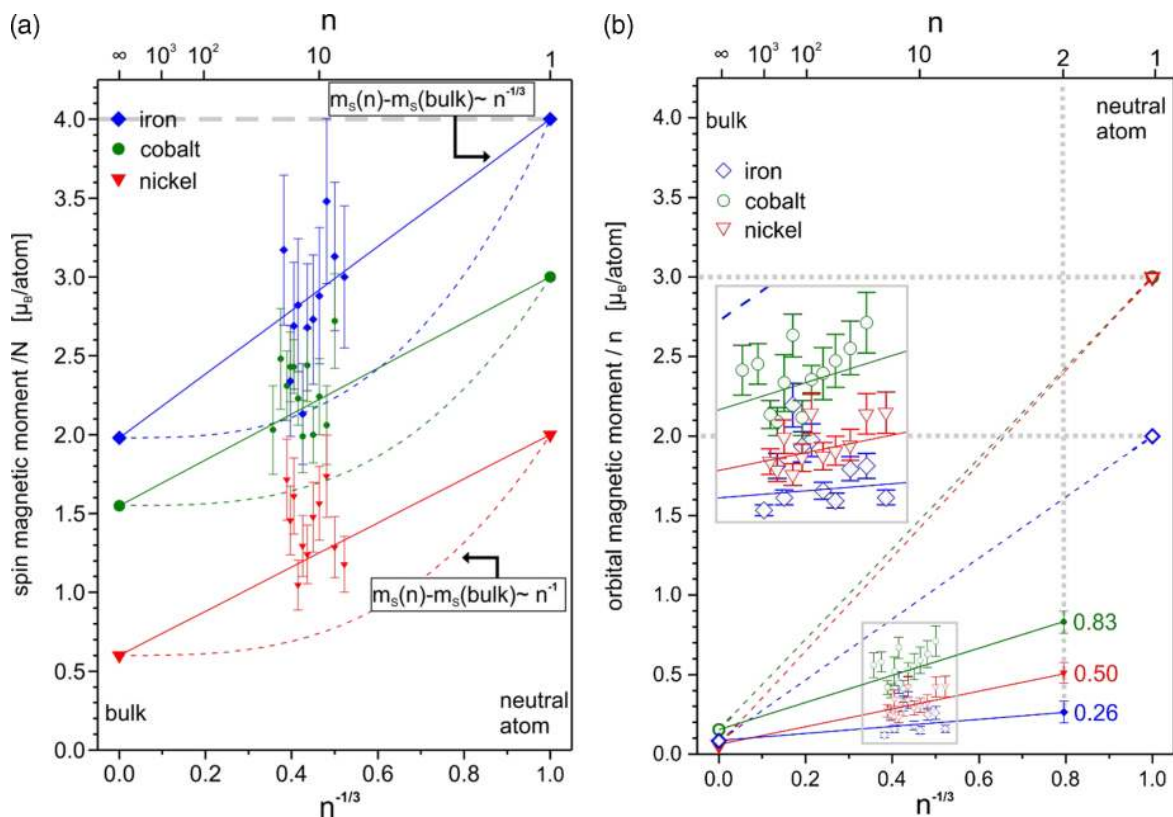 (a)
n
∞ 10³ 10² 10 1
m_S(n)-m_S(bulk)~ n^-1/3
iron
cobalt
nickel
4.0
3.5
3.0
2.5
2.0
1.5
1.0
0.5
0.0
spin magnetic moment /N [μ_B/atom]
m_S(n)-m_S(bulk)~ n^-1
bulk
neutral
atom
0.0 0.2 0.4 0.6 0.8 1.0
n^-1/3
(b)
n
∞ 10³ 10² 10 2 1
bulk
neutral
atom
iron
cobalt
nickel
4.0
3.5
3.0
2.5
2.0
1.5
1.0
0.5
0.0
orbital magnetic moment / n [μ_B/atom]
0.83
0.50
0.26
0.0 0.2 0.4 0.6 0.8 1.0
n^-1/3